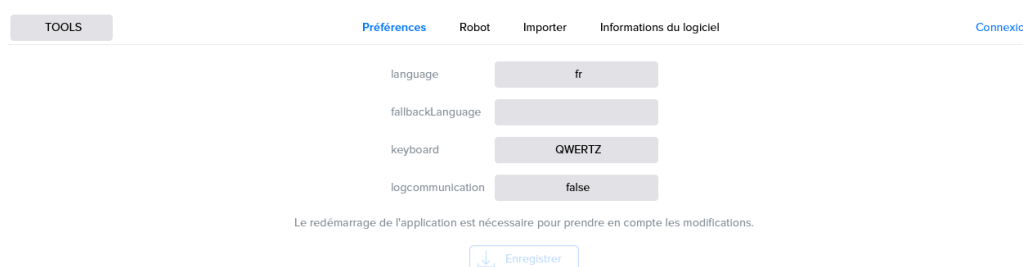 TOOLS Préférences Robot Importer Informations du logiciel Connexio
language fr
fallbackLanguage
keyboard QWERTZ
logcommunication false
Le redémarrage de l'application est nécessaire pour prendre en compte les modifications.
Enregistrer